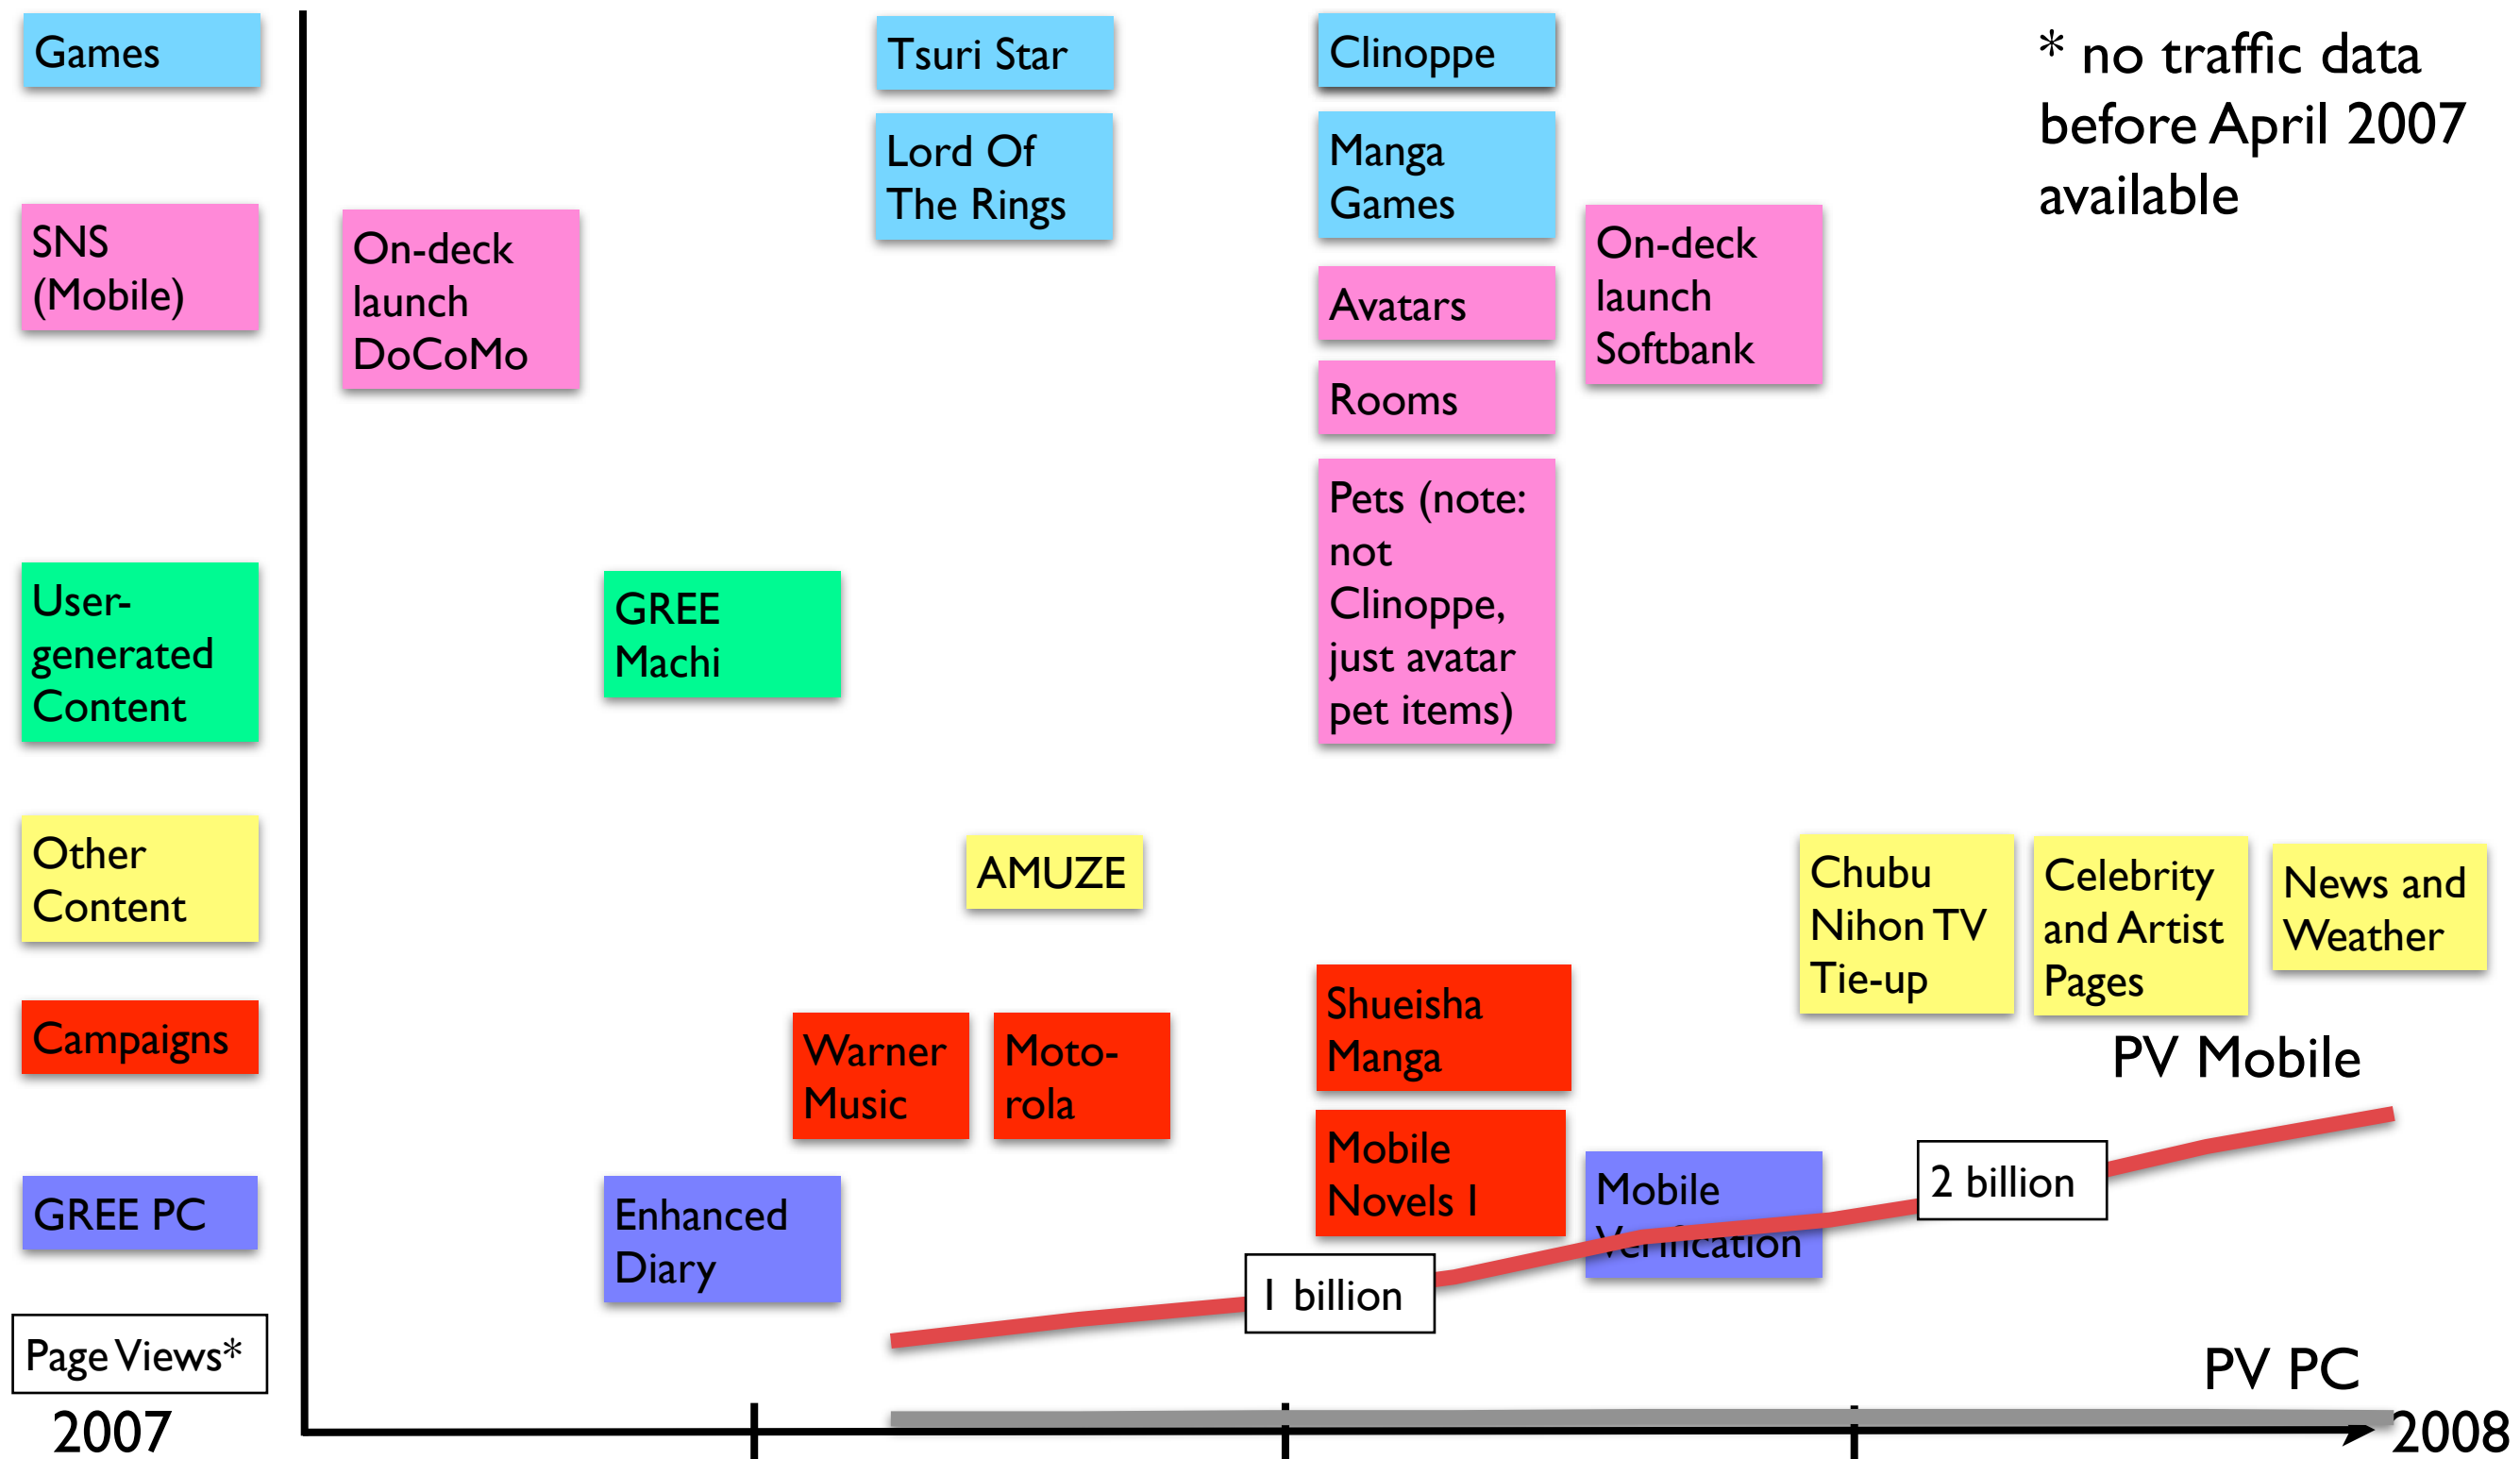 Games
Tsuri Star
Clinoppe
* no traffic data
before April 2007
available
Lord Of
The Rings
Manga
Games
SNS
(Mobile)
On-deck
launch
DoCoMo
Avatars
On-deck
launch
Softbank
Rooms
Pets (note:
not
Clinoppe,
just avatar
pet items)
User-
generated
Content
GREE
Machi
Other
Content
AMUZE
Chubu
Nihon TV
Tie-up
Celebrity
and Artist
Pages
News and
Weather
Campaigns
Warner
Music
Moto-
rola
Shueisha
Manga
PV Mobile
Mobile
Novels I
GREE PC
Enhanced
Diary
Mobile
Verification
2 billion
1 billion
Page Views*
PV PC
2007
2008